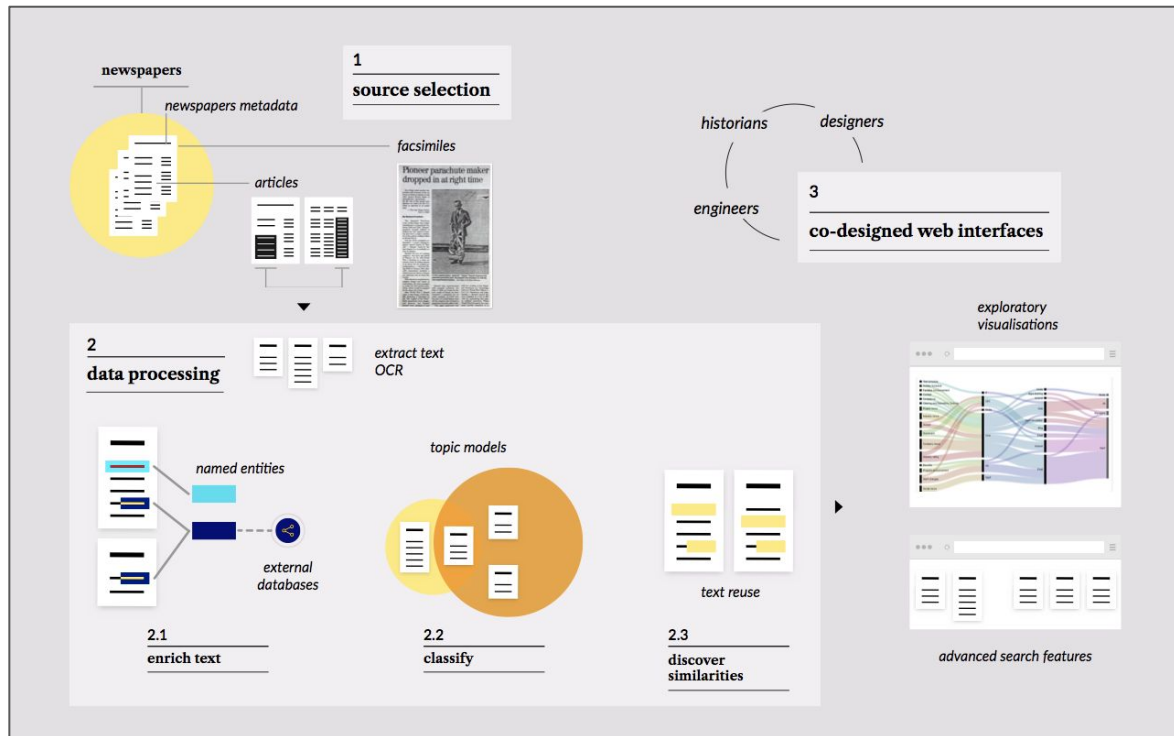 newspapers
newspapers metadata
1
source selection
facsimiles
articles
Pioneer parachute maker
dropped in at right time
historians
designers
engineers
3
co-designed web interfaces
2
data processing
extract text
OCR
named entities
external
databases
2.1
enrich text
topic models
2.2
classify
text reuse
2.3
discover
similarities
exploratory
visualisations
advanced search features